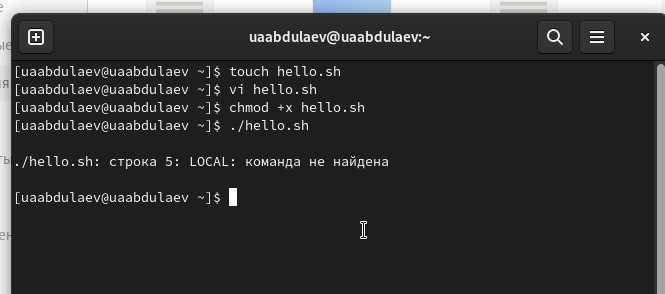 uaabdulaev@uaabdulaev:~
[uaabdulaev@uaabdulaev ~]$ touch hello.sh
[uaabdulaev@uaabdulaev ~]$ vi hello.sh
[uaabdulaev@uaabdulaev ~]$ chmod +x hello.sh
[uaabdulaev@uaabdulaev ~]$ ./hello.sh
./hello.sh: строка 5: LOCAL: команда не найдена
[uaabdulaev@uaabdulaev ~]$